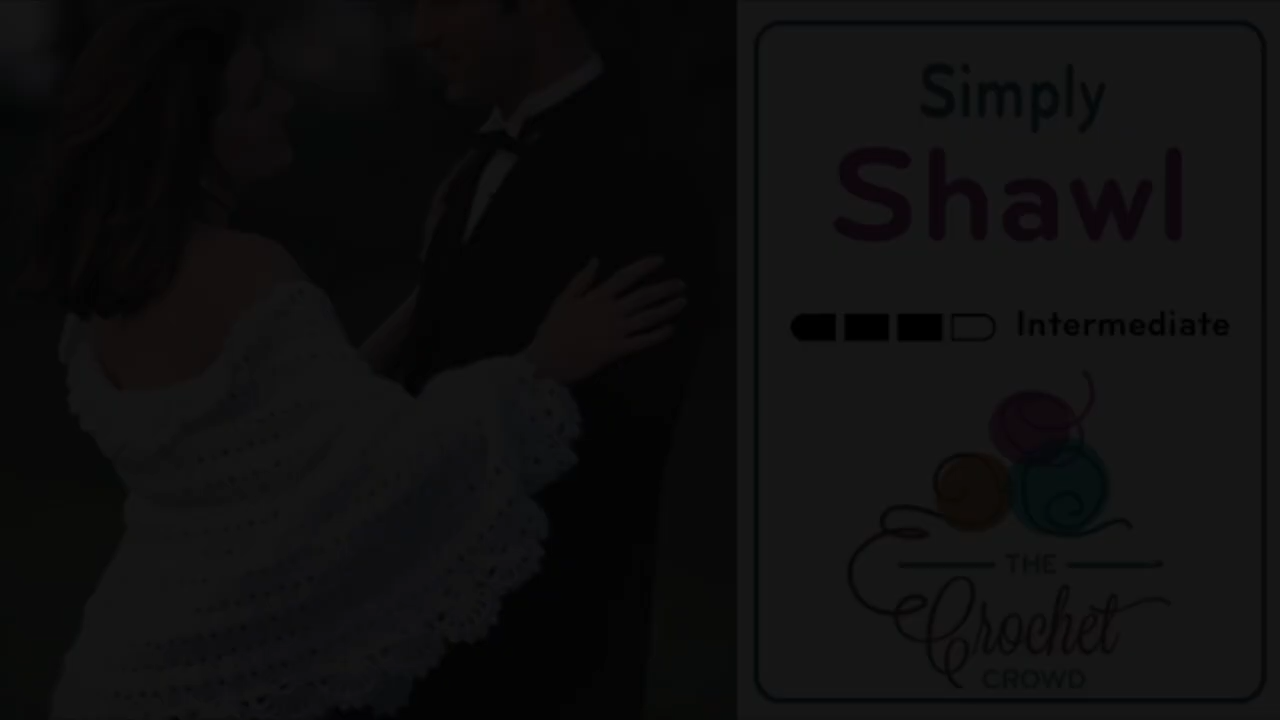 Simply
Shawl
Intermediate
THE
Crochet
CROWD